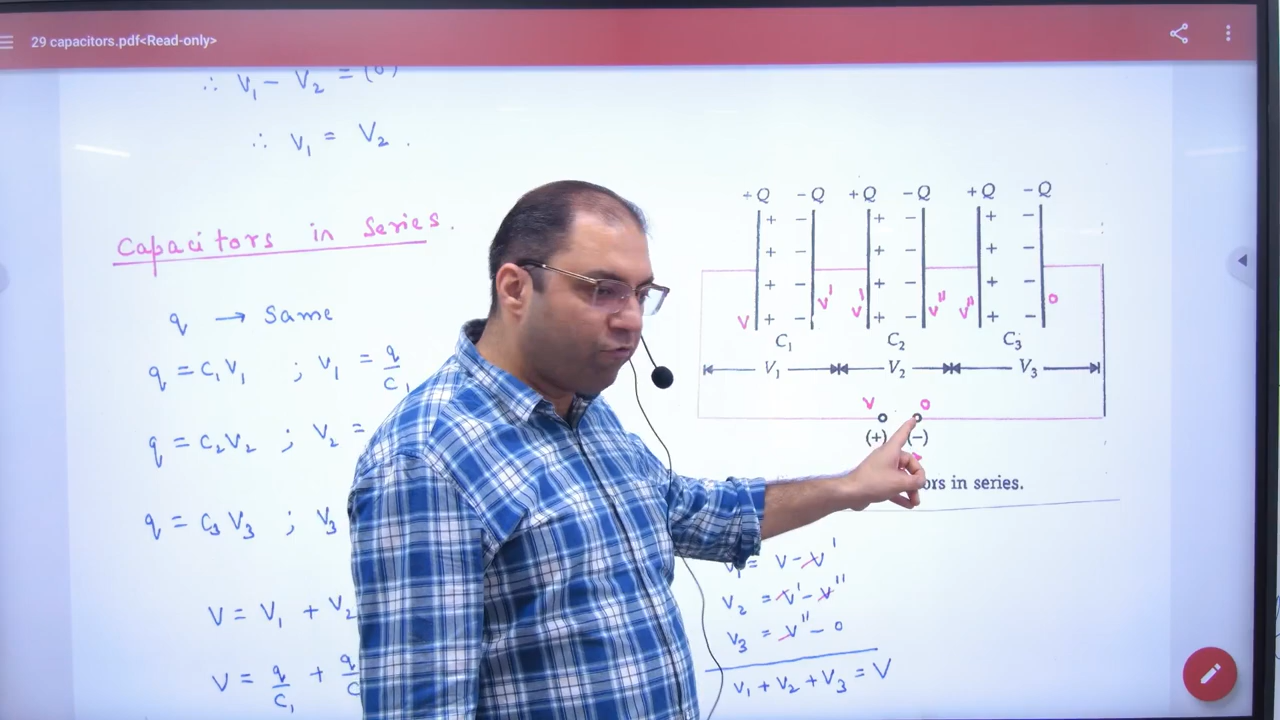 29 capacitors.pdf<Read-only>
∴ V₁ − V₂ = (0)
∴ V₁ = V₂ .
Capacitors in Series.
q → Same
q = C₁V₁ ; V₁ = q/C₁
q = C₂V₂ ; V₂ =
q = C₃V₃ ; V₃
V = V₁ + V₂
V = q/C₁ + q/C
+Q −Q +Q −Q +Q −Q
+ − + − + −
+ − + − + −
+ − + − + −
V + − V' V' + − V'' V'' + − 0
C₁ C₂ C₃
V₁ V₂ V₃
V 0
(+) (−)
ors in series.
V₁ = V − V'
V₂ = V' − V''
V₃ = V'' − 0
V₁ + V₂ + V₃ = V